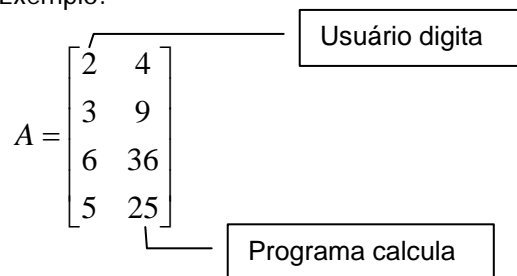 Exemplo:
Usuário digita
2 4
3 9
A =
6 36
5 25
Programa calcula